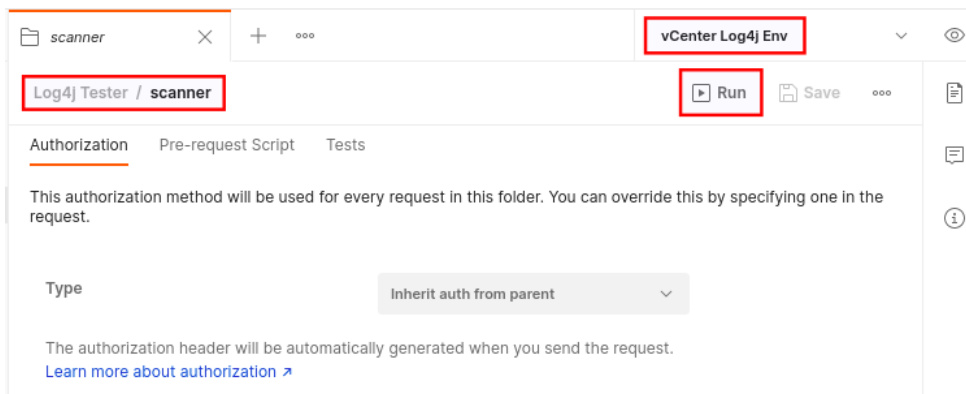 scanner
vCenter Log4j Env
Log4j Tester / scanner
Run
Save
Authorization Pre-request Script Tests
This authorization method will be used for every request in this folder. You can override this by specifying one in the
request.
Type
Inherit auth from parent
The authorization header will be automatically generated when you send the request.
Learn more about authorization ↗